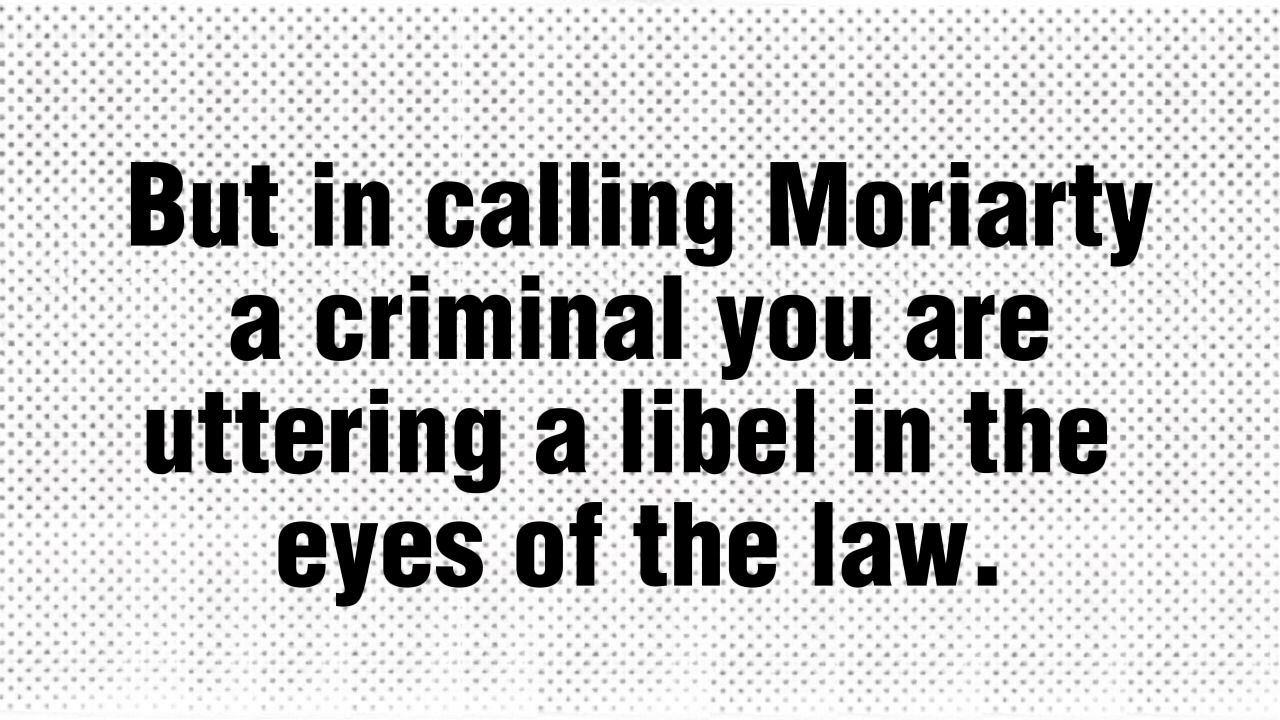 But in calling Moriarty
a criminal you are
uttering a libel in the
eyes of the law.